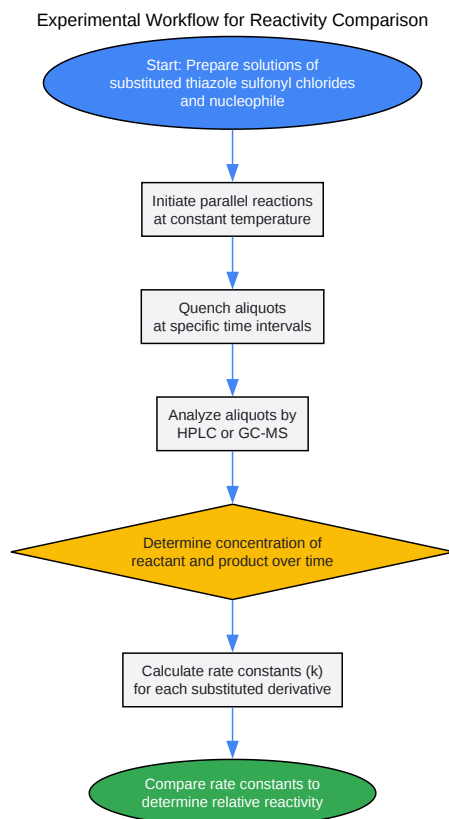 Experimental Workflow for Reactivity Comparison
Start: Prepare solutions of
substituted thiazole sulfonyl chlorides
and nucleophile
Initiate parallel reactions
at constant temperature
Quench aliquots
at specific time intervals
Analyze aliquots by
HPLC or GC-MS
Determine concentration of
reactant and product over time
Calculate rate constants (k)
for each substituted derivative
Compare rate constants to
determine relative reactivity